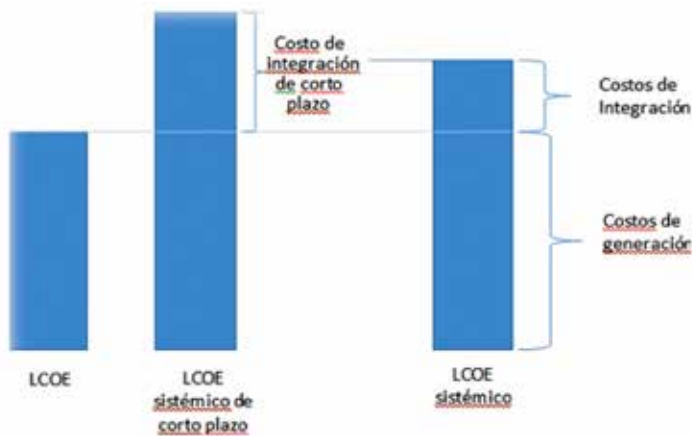 Costo de
integración
de corto
plazo
Costos de
Integración
Costos de
generación
LCOE
LCOE
sistémico de
corto plazo
LCOE
sistémico